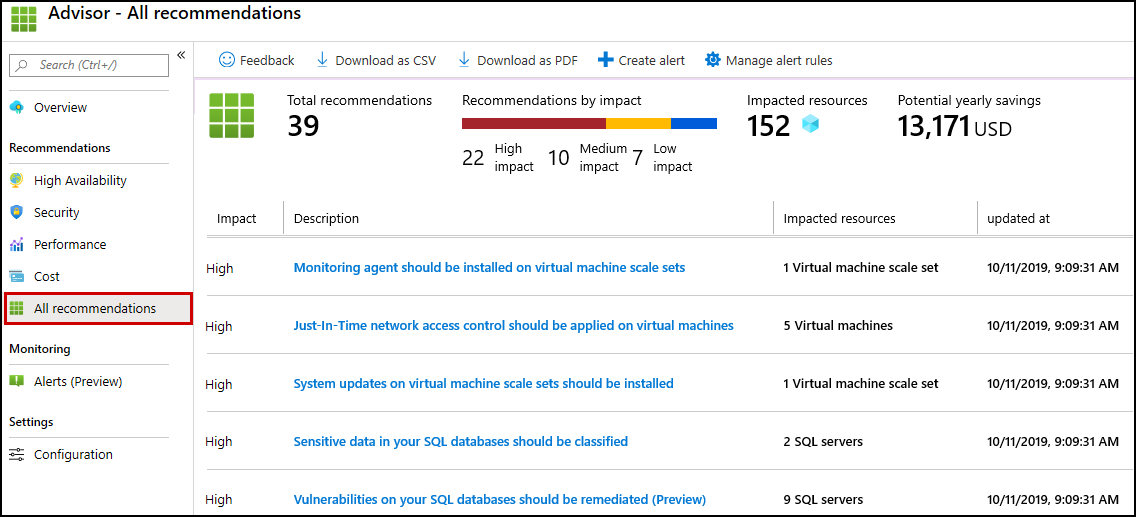 Advisor - All recommendations
«
Search (Ctrl+/)
Overview
Recommendations
High Availability
Security
Performance
Cost
All recommendations
Monitoring
Alerts (Preview)
Settings
Configuration
Feedback Download as CSV Download as PDF Create alert Manage alert rules
Total recommendations
39
Recommendations by impact
22 High impact 10 Medium impact 7 Low impact
Impacted resources
152
Potential yearly savings
13,171 USD
Impact Description Impacted resources updated at
High Monitoring agent should be installed on virtual machine scale sets 1 Virtual machine scale set 10/11/2019, 9:09:31 AM
High Just-In-Time network access control should be applied on virtual machines 5 Virtual machines 10/11/2019, 9:09:31 AM
High System updates on virtual machine scale sets should be installed 1 Virtual machine scale set 10/11/2019, 9:09:31 AM
High Sensitive data in your SQL databases should be classified 2 SQL servers 10/11/2019, 9:09:31 AM
High Vulnerabilities on your SQL databases should be remediated (Preview) 9 SQL servers 10/11/2019, 9:09:31 AM